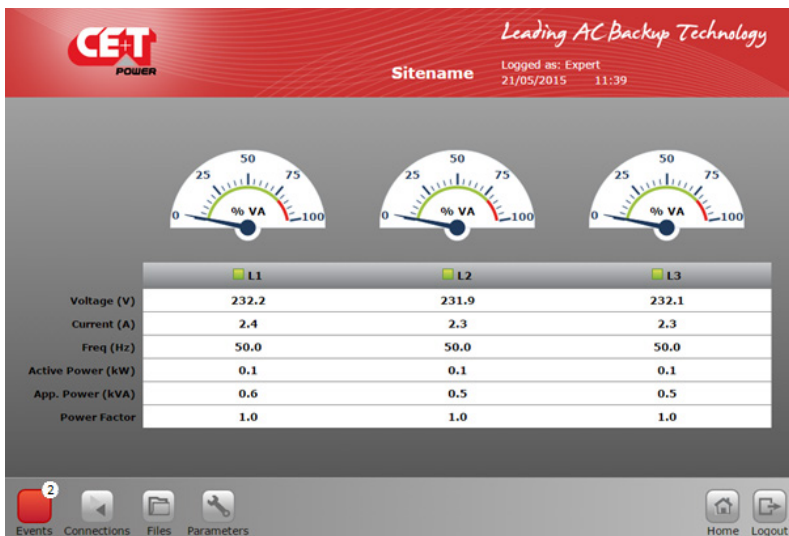 CE+T
POWER
Leading AC Backup Technology
Sitename
Logged as: Expert
21/05/2015 11:39
0 25 50 75 100
% VA
0 25 50 75 100
% VA
0 25 50 75 100
% VA
L1 L2 L3
Voltage (V) 232.2 231.9 232.1
Current (A) 2.4 2.3 2.3
Freq (Hz) 50.0 50.0 50.0
Active Power (kW) 0.1 0.1 0.1
App. Power (kVA) 0.6 0.5 0.5
Power Factor 1.0 1.0 1.0
2
Events Connections Files Parameters Home Logout